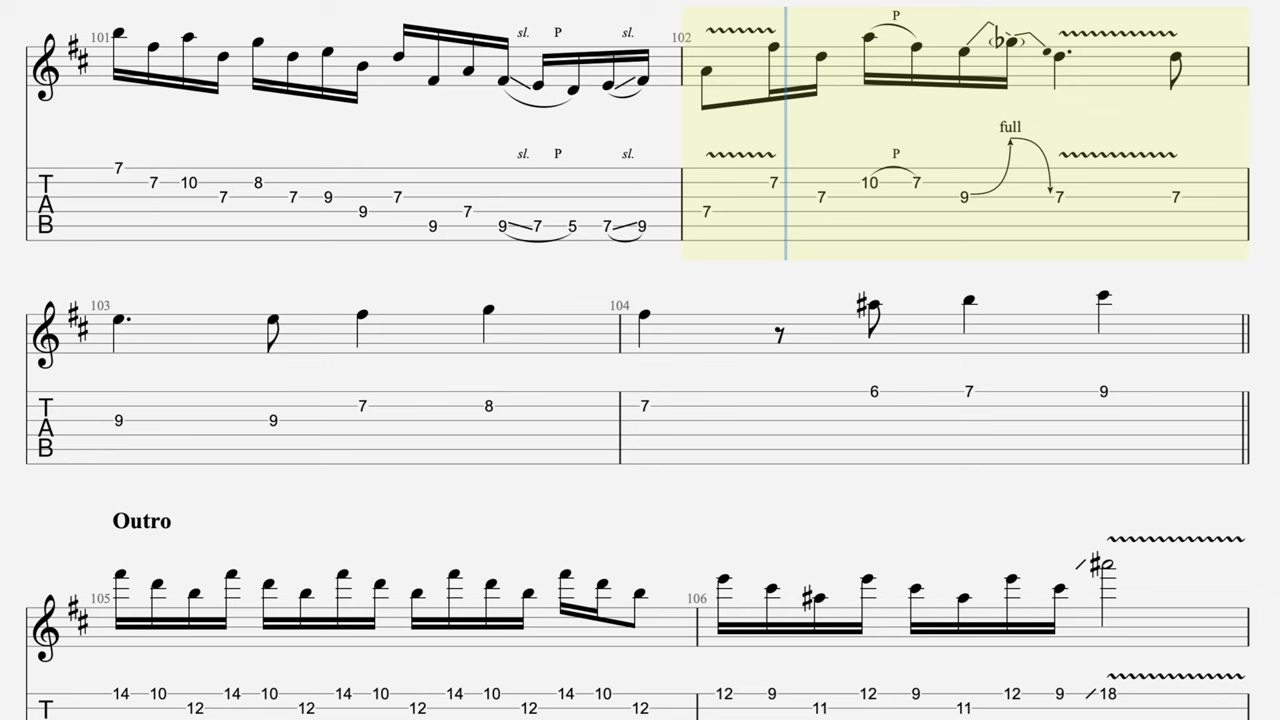 101 sl. P sl. 102 P
full
sl. P sl. P
7
7 10 8 7 10 7
T 7 7 9 7 7 9 7 7
A 9 7 7
B 9 9 7 5 7 9
103 104
6 7 9
T 7 8 7
A 9 9
B
Outro
105 106
14 10 14 10 14 10 14 10 14 10 12 9 12 9 12 9 18
T 12 12 12 12 11 11